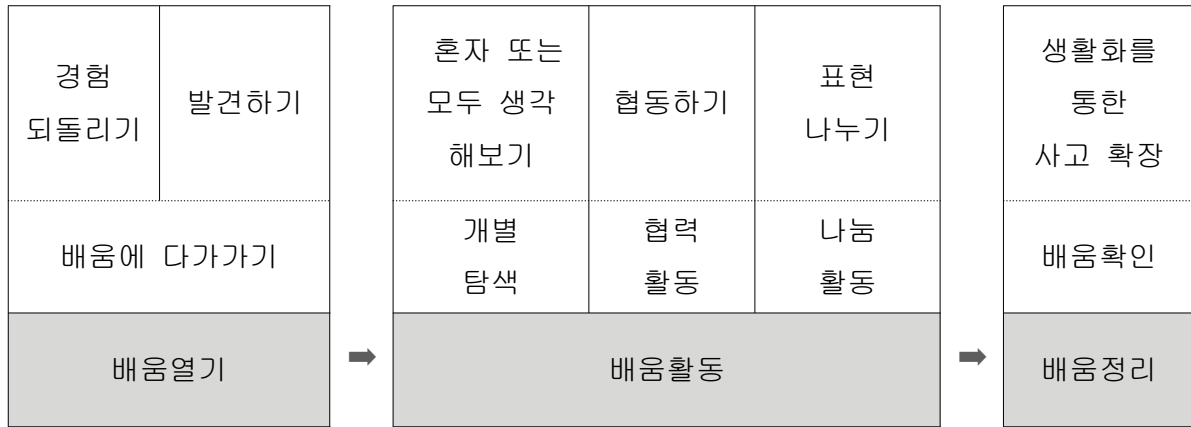 경험
되돌리기
발견하기
배움에 다가가기
배움열기
➡
혼자 또는
모두 생각
해보기
협동하기
표현
나누기
개별
탐색
협력
활동
나눔
활동
배움활동
➡
생활화를
통한
사고 확장
배움확인
배움정리